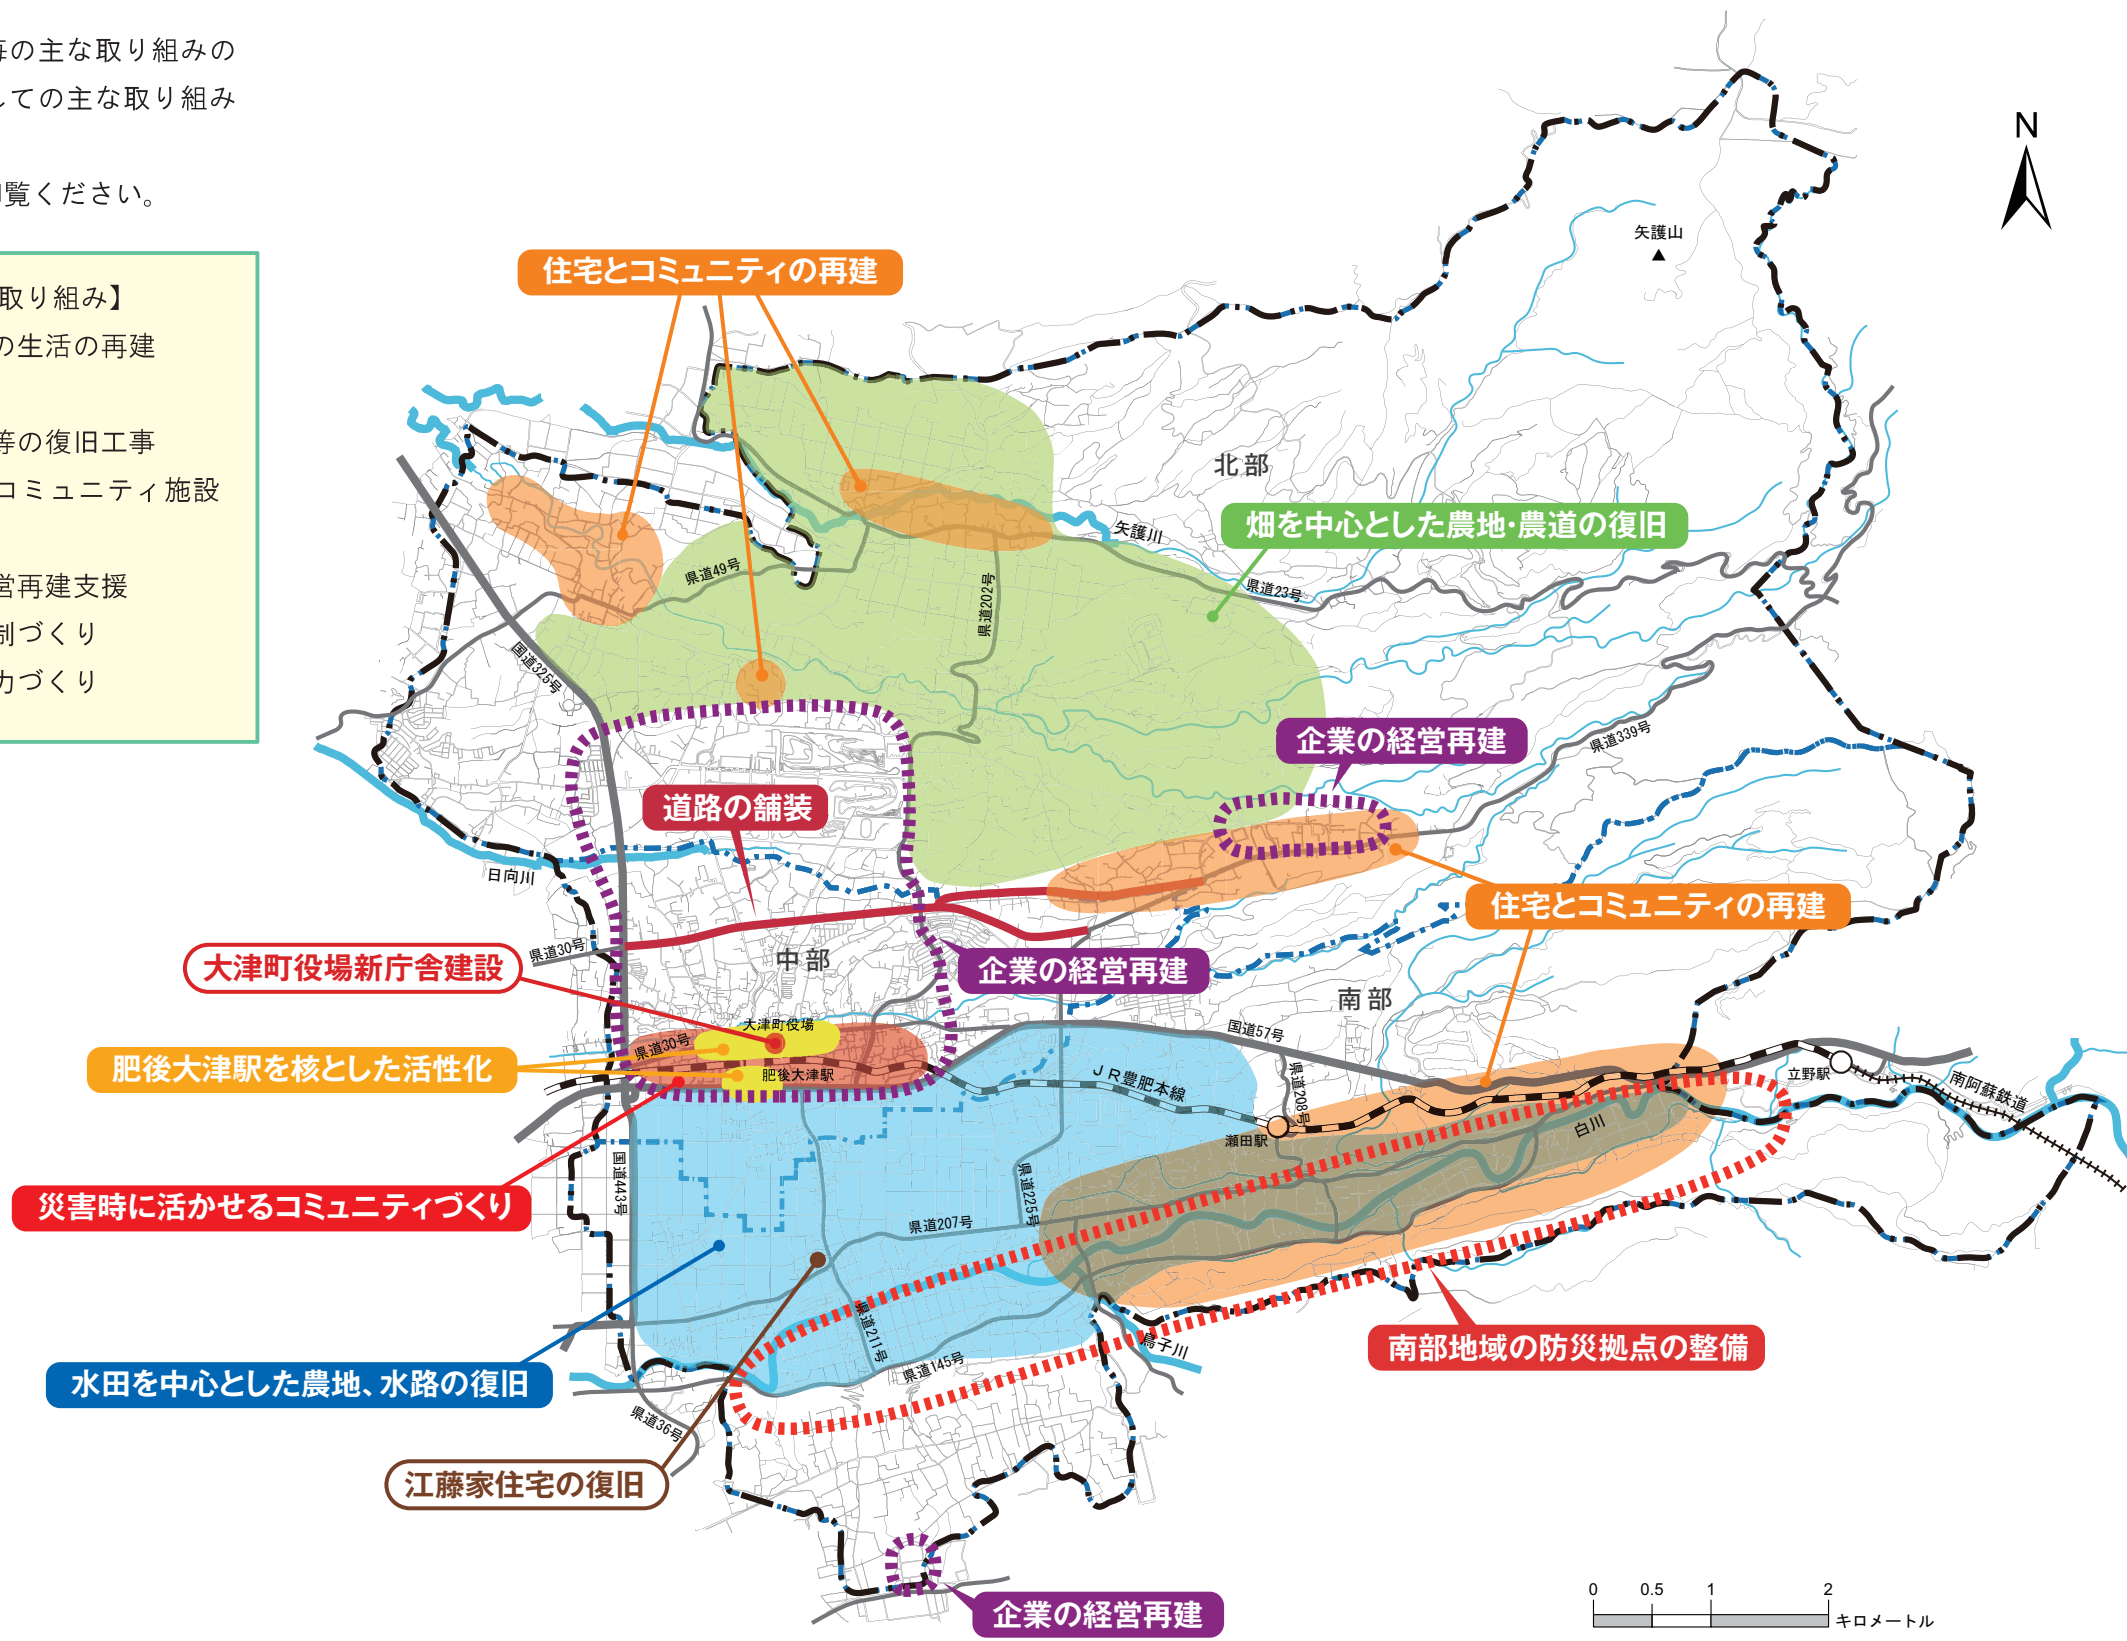 毎の主な取り組みの
しての主な取り組み
覧ください。
取り組み】
の生活の再建
等の復旧工事
コミュニティ施設
営再建支援
制づくり
力づくり
N
矢護山
住宅とコミュニティの再建
北部
畑を中心とした農地・農道の復旧
矢護川
県道49号
県道23号
県道202号
国道325号
企業の経営再建
県道339号
道路の舗装
日向川
住宅とコミュニティの再建
県道30号
中部
大津町役場新庁舎建設
企業の経営再建
南部
大津町役場
国道57号
県道30号
肥後大津駅を核とした活性化
肥後大津駅
JR豊肥本線
県道208号
立野駅
南阿蘇鉄道
白川
瀬田駅
国道443号
県道225号
災害時に活かせるコミュニティづくり
県道207号
県道211号
鳥子川
南部地域の防災拠点の整備
県道145号
水田を中心とした農地、水路の復旧
県道36号
江藤家住宅の復旧
企業の経営再建
0 0.5 1 2
キロメートル